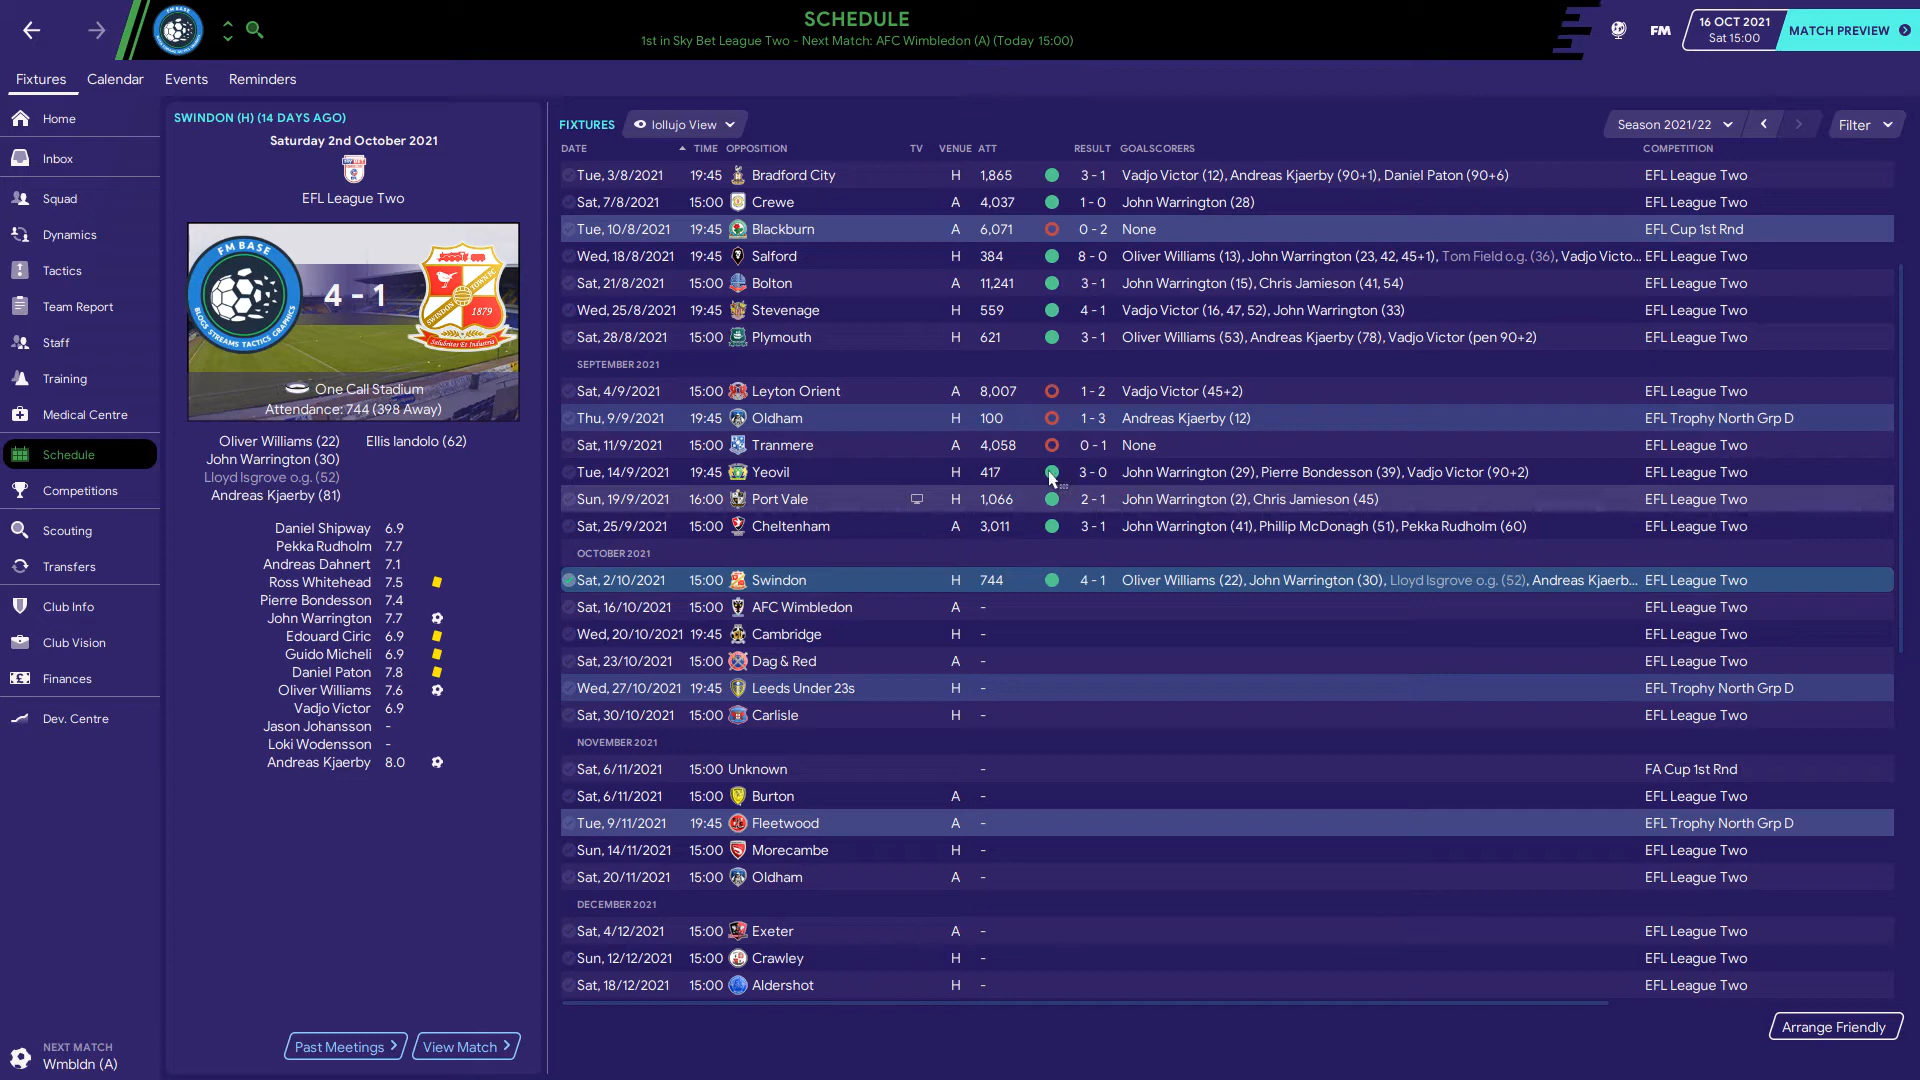 SCHEDULE
1st in Sky Bet League Two - Next Match: AFC Wimbledon (A) (Today 15:00)
FM
16 OCT 2021
Sat 15:00
MATCH PREVIEW
Fixtures Calendar Events Reminders
Home
Inbox
Squad
Dynamics
Tactics
Team Report
Staff
Training
Medical Centre
Schedule
Competitions
Scouting
Transfers
Club Info
Club Vision
Finances
Dev. Centre
NEXT MATCH
Wmbldn (A)
SWINDON (H) (14 DAYS AGO)
Saturday 2nd October 2021
EFL League Two
FM BASE
BLOGS STREAMS TACTICS GRAPHICS
4 - 1
SWINDON TOWN FC
1879
Salubritas Et Industria
One Call Stadium
Attendance: 744 (398 Away)
Oliver Williams (22) Ellis Iandolo (62)
John Warrington (30)
Lloyd Isgrove o.g. (52)
Andreas Kjaerby (81)
Daniel Shipway 6.9
Pekka Rudholm 7.7
Andreas Dahnert 7.1
Ross Whitehead 7.5
Pierre Bondesson 7.4
John Warrington 7.7
Edouard Ciric 6.9
Guido Micheli 6.9
Daniel Paton 7.8
Oliver Williams 7.6
Vadjo Victor 6.9
Jason Johansson -
Loki Wodensson -
Andreas Kjaerby 8.0
Past Meetings
View Match
FIXTURES lollujo View Season 2021/22 Filter
DATE TIME OPPOSITION TV VENUE ATT RESULT GOALSCORERS COMPETITION
Tue, 3/8/2021 19:45 Bradford City H 1,865 3 - 1 Vadjo Victor (12), Andreas Kjaerby (90+1), Daniel Paton (90+6) EFL League Two
Sat, 7/8/2021 15:00 Crewe A 4,037 1 - 0 John Warrington (28) EFL League Two
Tue, 10/8/2021 19:45 Blackburn A 6,071 0 - 2 None EFL Cup 1st Rnd
Wed, 18/8/2021 19:45 Salford H 384 8 - 0 Oliver Williams (13), John Warrington (23, 42, 45+1), Tom Field o.g. (36), Vadjo Victo... EFL League Two
Sat, 21/8/2021 15:00 Bolton A 11,241 3 - 1 John Warrington (15), Chris Jamieson (41, 54) EFL League Two
Wed, 25/8/2021 19:45 Stevenage H 559 4 - 1 Vadjo Victor (16, 47, 52), John Warrington (33) EFL League Two
Sat, 28/8/2021 15:00 Plymouth H 621 3 - 1 Oliver Williams (53), Andreas Kjaerby (78), Vadjo Victor (pen 90+2) EFL League Two
SEPTEMBER 2021
Sat, 4/9/2021 15:00 Leyton Orient A 8,007 1 - 2 Vadjo Victor (45+2) EFL League Two
Thu, 9/9/2021 19:45 Oldham H 100 1 - 3 Andreas Kjaerby (12) EFL Trophy North Grp D
Sat, 11/9/2021 15:00 Tranmere A 4,058 0 - 1 None EFL League Two
Tue, 14/9/2021 19:45 Yeovil H 417 3 - 0 John Warrington (29), Pierre Bondesson (39), Vadjo Victor (90+2) EFL League Two
Sun, 19/9/2021 16:00 Port Vale H 1,066 2 - 1 John Warrington (2), Chris Jamieson (45) EFL League Two
Sat, 25/9/2021 15:00 Cheltenham A 3,011 3 - 1 John Warrington (41), Phillip McDonagh (51), Pekka Rudholm (60) EFL League Two
OCTOBER 2021
Sat, 2/10/2021 15:00 Swindon H 744 4 - 1 Oliver Williams (22), John Warrington (30), Lloyd Isgrove o.g. (52), Andreas Kjaerb... EFL League Two
Sat, 16/10/2021 15:00 AFC Wimbledon A - EFL League Two
Wed, 20/10/2021 19:45 Cambridge H - EFL League Two
Sat, 23/10/2021 15:00 Dag & Red A - EFL League Two
Wed, 27/10/2021 19:45 Leeds Under 23s H - EFL Trophy North Grp D
Sat, 30/10/2021 15:00 Carlisle H - EFL League Two
NOVEMBER 2021
Sat, 6/11/2021 15:00 Unknown - FA Cup 1st Rnd
Sat, 6/11/2021 15:00 Burton A - EFL League Two
Tue, 9/11/2021 19:45 Fleetwood A - EFL Trophy North Grp D
Sun, 14/11/2021 15:00 Morecambe H - EFL League Two
Sat, 20/11/2021 15:00 Oldham A - EFL League Two
DECEMBER 2021
Sat, 4/12/2021 15:00 Exeter A - EFL League Two
Sun, 12/12/2021 15:00 Crawley H - EFL League Two
Sat, 18/12/2021 15:00 Aldershot H - EFL League Two
Arrange Friendly